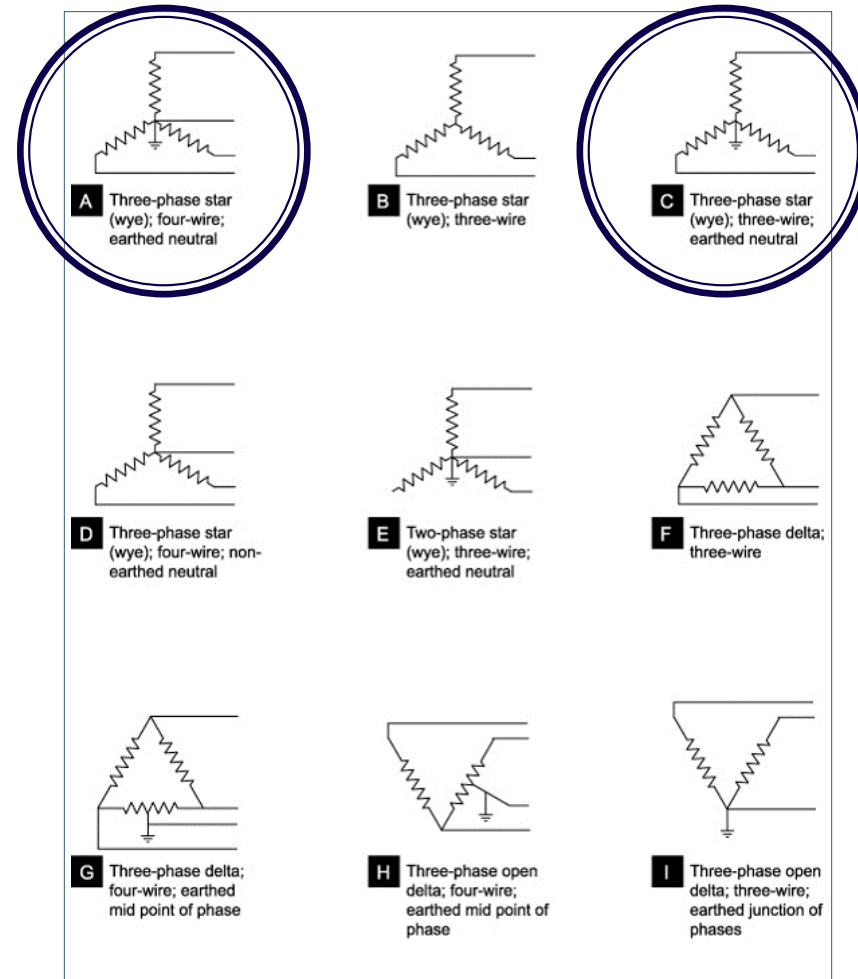 A Three-phase star
(wye); four-wire;
earthed neutral
B Three-phase star
(wye); three-wire
C Three-phase star
(wye); three-wire;
earthed neutral
D Three-phase star
(wye); four-wire; non-
earthed neutral
E Two-phase star
(wye); three-wire;
earthed neutral
F Three-phase delta;
three-wire
G Three-phase delta;
four-wire; earthed
mid point of phase
H Three-phase open
delta; four-wire;
earthed mid point of
phase
I Three-phase open
delta; three-wire;
earthed junction of
phases